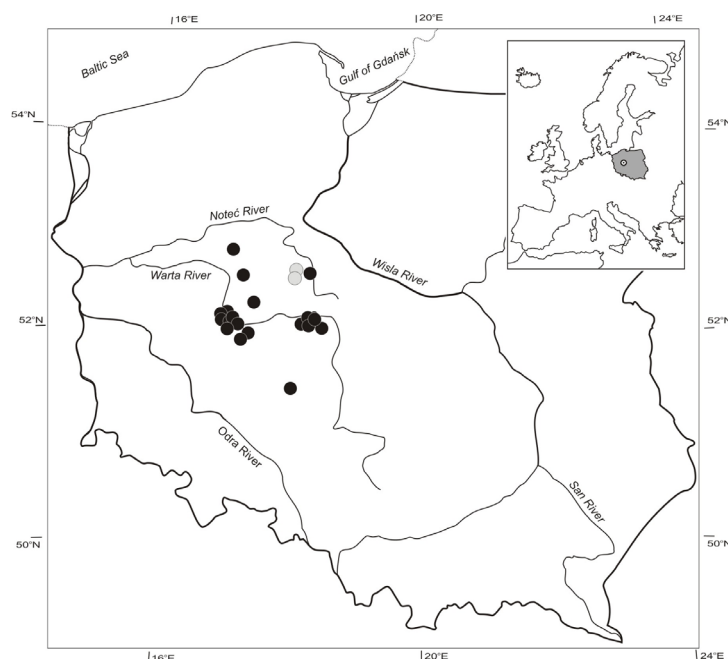 16°E
20°E
24°E
Baltic Sea
Gulf of Gdańsk
54°N
54°N
Noteć River
Warta River
Wisla River
52°N
52°N
Odra River
San River
50°N
50°N
16°E
20°E
24°E